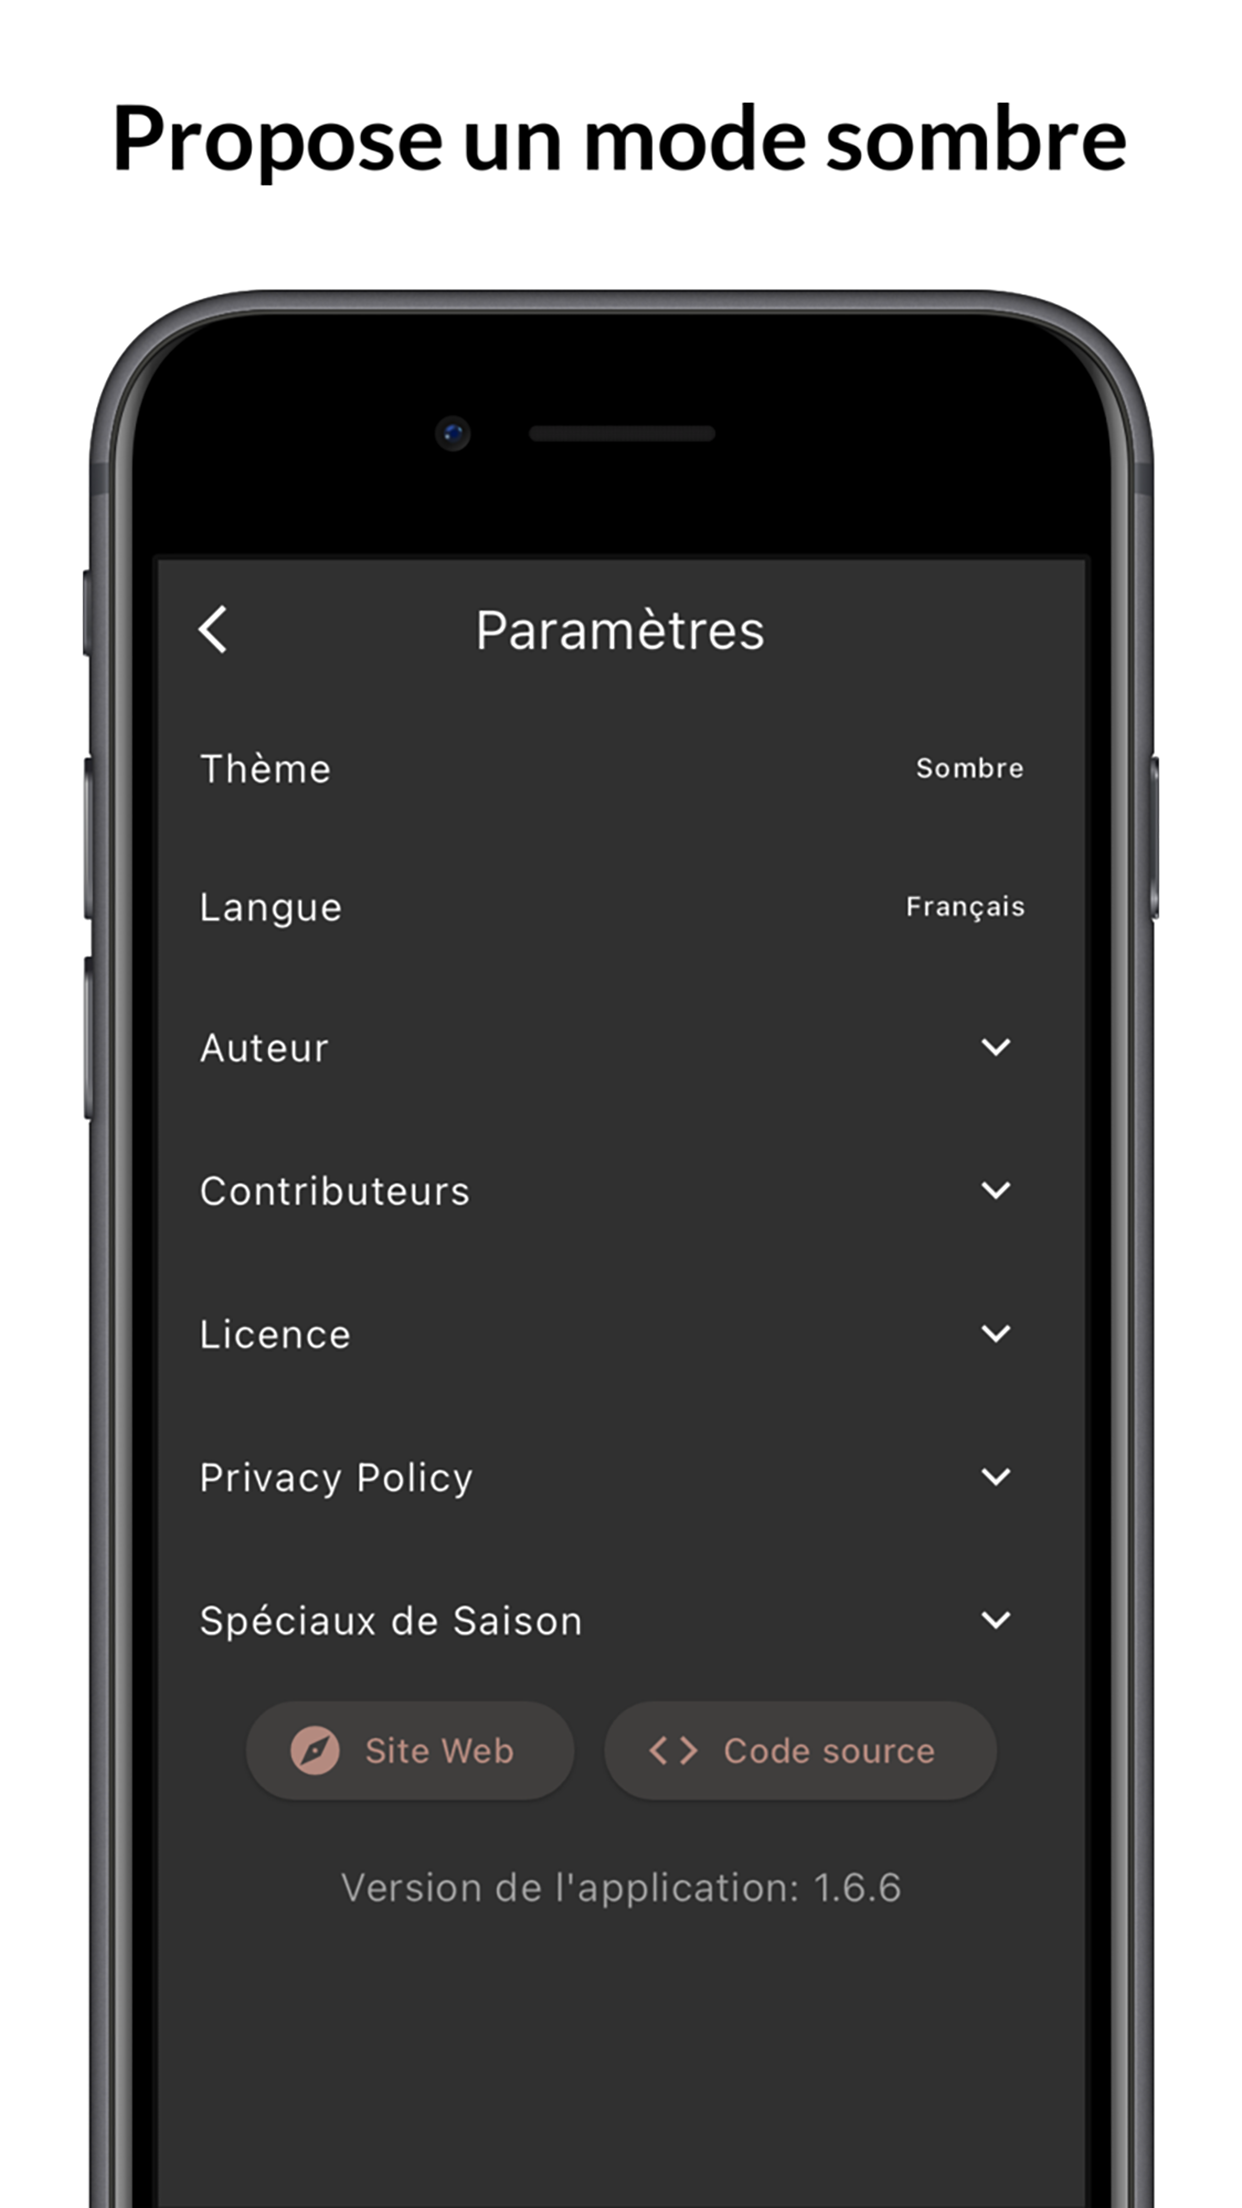 Propose un mode sombre
Paramètres
Thème Sombre
Langue Français
Auteur
Contributeurs
Licence
Privacy Policy
Spéciaux de Saison
Site Web Code source
Version de l'application: 1.6.6